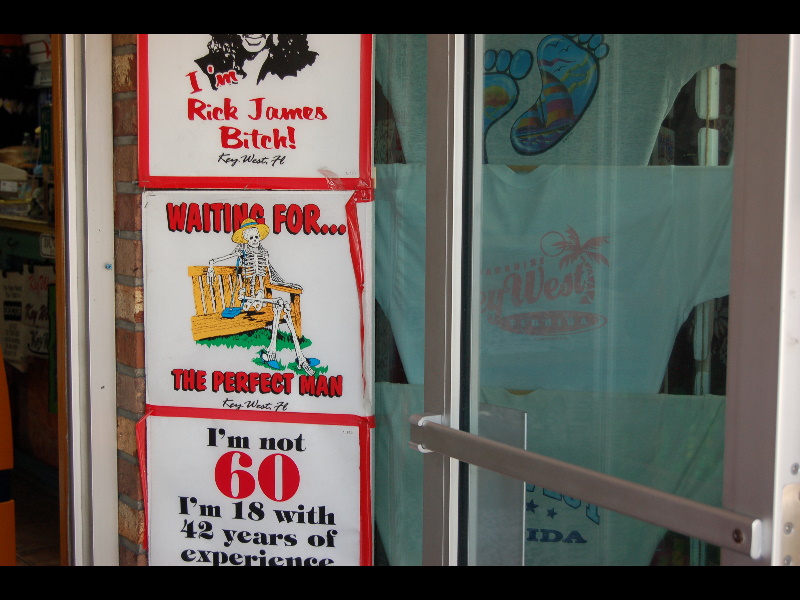 I'm
Rick James
Bitch!
Key West, Fl
WAITING FOR...
THE PERFECT MAN
Key West, Fl
I'm not
60
I'm 18 with
42 years of
experience
West
FLORIDA
IDA